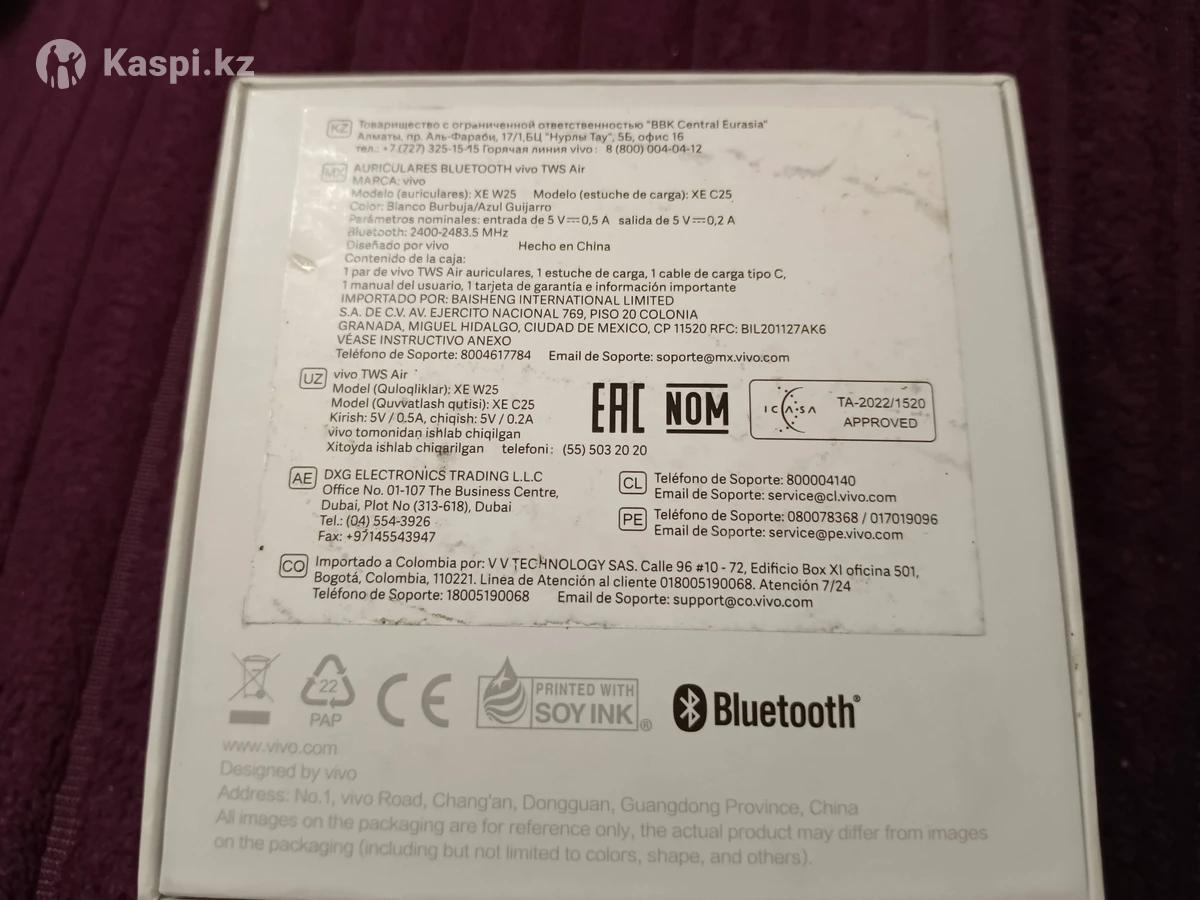 Kaspi.kz
KZ Товарищество с ограниченной ответственностью "BBK Central Eurasia"
Алматы, пр. Аль-Фараби, 17/1,БЦ "Нурлы Тау", 5Б, офис 16
тел.: +7 (727) 325-15-15 Горячая линия vivo: 8 (800) 004-04-12
MX AURICULARES BLUETOOTH vivo TWS Air
MARCA: vivo
Modelo (auriculares): XE W25 Modelo (estuche de carga): XE C25
Color: Blanco Burbuja/Azul Guijarro
Parámetros nominales: entrada de 5 V⎓0,5 A salida de 5 V⎓0,2 A
Bluetooth: 2400-2483.5 MHz
Diseñado por vivo Hecho en China
Contenido de la caja:
1 par de vivo TWS Air auriculares, 1 estuche de carga, 1 cable de carga tipo C,
1 manual del usuario, 1 tarjeta de garantía e información importante
IMPORTADO POR: BAISHENG INTERNATIONAL LIMITED
S.A. DE C.V. AV. EJERCITO NACIONAL 769, PISO 20 COLONIA
GRANADA, MIGUEL HIDALGO, CIUDAD DE MEXICO, CP 11520 RFC: BIL201127AK6
VÉASE INSTRUCTIVO ANEXO
Teléfono de Soporte: 8004617784 Email de Soporte: soporte@mx.vivo.com
UZ vivo TWS Air
Model (Quloqliklar): XE W25
Model (Quvvatlash qutisi): XE C25
Kirish: 5V / 0.5A, chiqish: 5V / 0.2A
vivo tomonidan ishlab chiqilgan
Xitoyda ishlab chiqarilgan telefoni: (55) 503 20 20
EAC NOM ICASA TA-2022/1520
APPROVED
AE DXG ELECTRONICS TRADING L.L.C
Office No. 01-107 The Business Centre,
Dubai, Plot No (313-618), Dubai
Tel.: (04) 554-3926
Fax: +97145543947
CL Teléfono de Soporte: 800004140
Email de Soporte: service@cl.vivo.com
PE Teléfono de Soporte: 080078368 / 017019096
Email de Soporte: service@pe.vivo.com
CO Importado a Colombia por: V V TECHNOLOGY SAS. Calle 96 #10 - 72, Edificio Box XI oficina 501,
Bogotá, Colombia, 110221. Linea de Atención al cliente 018005190068. Atención 7/24
Teléfono de Soporte: 18005190068 Email de Soporte: support@co.vivo.com
22
PAP
CE
PRINTED WITH
SOY INK®
Bluetooth®
www.vivo.com
Designed by vivo
Address: No.1, vivo Road, Chang'an, Dongguan, Guangdong Province, China
All images on the packaging are for reference only, the actual product may differ from images
on the packaging (including but not limited to colors, shape, and others).